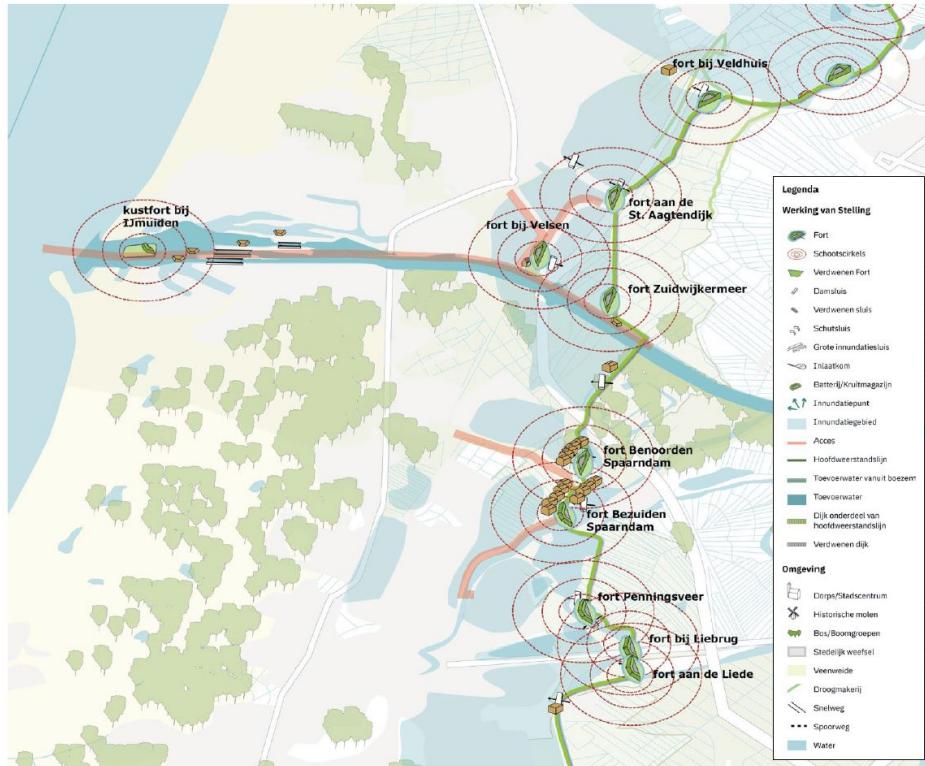 fort bij Veldhuis
kustfort bij
IJmuiden
fort bij Velsen
fort aan de
St. Aagtendijk
fort Zuidwijkermeer
fort Benoorden
Spaarndam
fort Bezuiden
Spaarndam
fort Penningsveer
fort bij Liebrug
fort aan de Liede
Legenda
Werking van Stelling
Fort
Schootscirkels
Verdwenen Fort
Damsluis
Verdwenen sluis
Schutsluis
Grote innundatiesluis
Inlaatkom
Batterij/Kruitmagazijn
Innundatiepunt
Innundatiegebied
Acces
Hoofdweerstandslijn
Toevoerwater vanuit boezem
Toevoerwater
Dijk onderdeel van
hoofdweerstandslijn
Verdwenen dijk
Omgeving
Dorps/Stadscentrum
Historische molen
Bos/Boomgroepen
Stedelijk weefsel
Veenweide
Droogmakerij
Snelweg
Spoorweg
Water